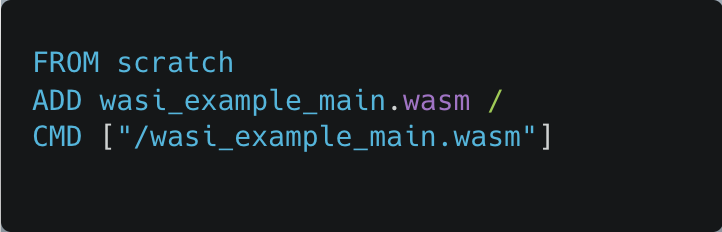 FROM scratch
ADD wasi_example_main.wasm /
CMD ["/wasi_example_main.wasm"]